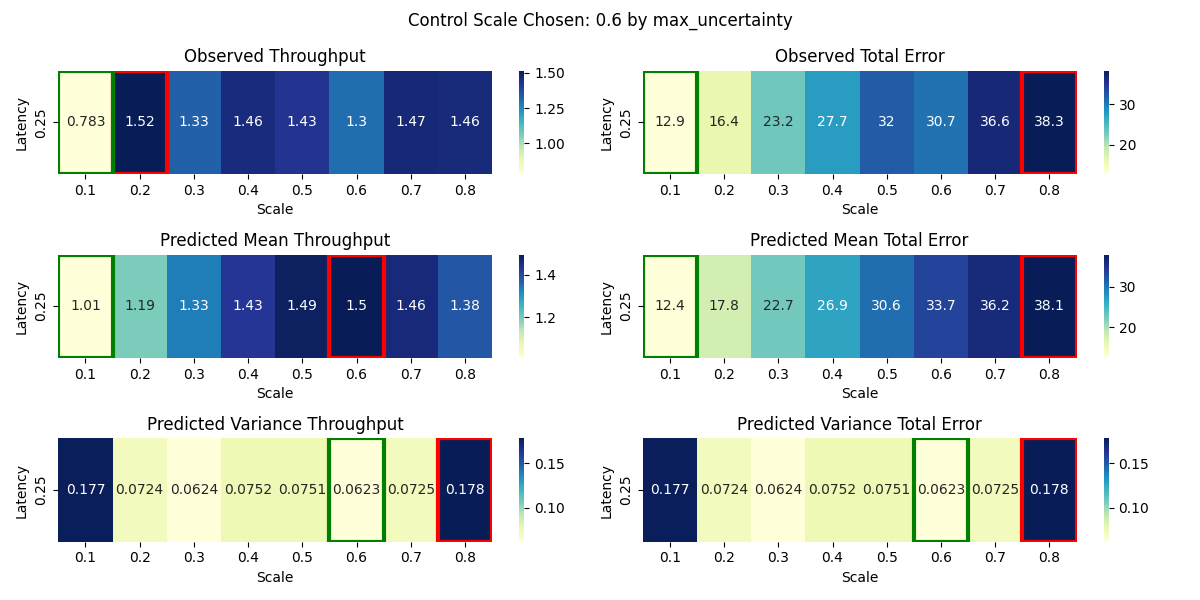 Control Scale Chosen: 0.6 by max_uncertainty
Observed Throughput
Latency
0.25
0.783 1.52 1.33 1.46 1.43 1.3 1.47 1.46
0.1 0.2 0.3 0.4 0.5 0.6 0.7 0.8
Scale
1.50
1.25
1.00
Observed Total Error
Latency
0.25
12.9 16.4 23.2 27.7 32 30.7 36.6 38.3
0.1 0.2 0.3 0.4 0.5 0.6 0.7 0.8
Scale
30
20
Predicted Mean Throughput
Latency
0.25
1.01 1.19 1.33 1.43 1.49 1.5 1.46 1.38
0.1 0.2 0.3 0.4 0.5 0.6 0.7 0.8
Scale
1.4
1.2
Predicted Mean Total Error
Latency
0.25
12.4 17.8 22.7 26.9 30.6 33.7 36.2 38.1
0.1 0.2 0.3 0.4 0.5 0.6 0.7 0.8
Scale
30
20
Predicted Variance Throughput
Latency
0.25
0.177 0.0724 0.0624 0.0752 0.0751 0.0623 0.0725 0.178
0.1 0.2 0.3 0.4 0.5 0.6 0.7 0.8
Scale
0.15
0.10
Predicted Variance Total Error
Latency
0.25
0.177 0.0724 0.0624 0.0752 0.0751 0.0623 0.0725 0.178
0.1 0.2 0.3 0.4 0.5 0.6 0.7 0.8
Scale
0.15
0.10